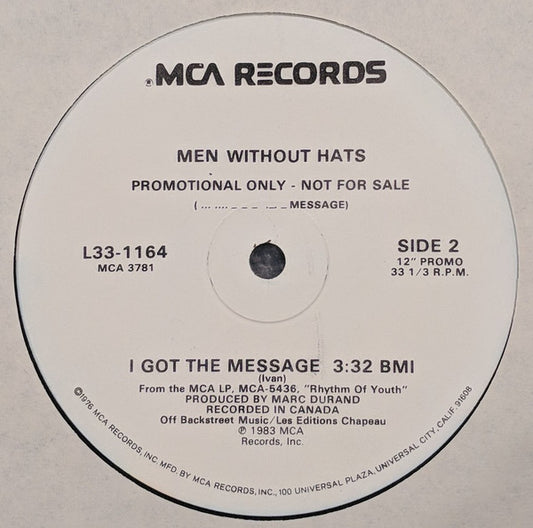 MCA RECORDS
MEN WITHOUT HATS
PROMOTIONAL ONLY - NOT FOR SALE
(... .... _ _ _ ._. _ MESSAGE)
L33-1164
MCA 3781
SIDE 2
12" PROMO
33 1/3 R.P.M.
I GOT THE MESSAGE 3:32 BMI
(Ivan)
From the MCA LP, MCA-5436, "Rhythm Of Youth"
PRODUCED BY MARC DURAND
RECORDED IN CANADA
Off Backstreet Music/Les Editions Chapeau
℗ 1983 MCA
Records, Inc.
©1976 MCA RECORDS, INC. MFD. BY MCA RECORDS, INC., 100 UNIVERSAL PLAZA, UNIVERSAL CITY, CALIF. 91608